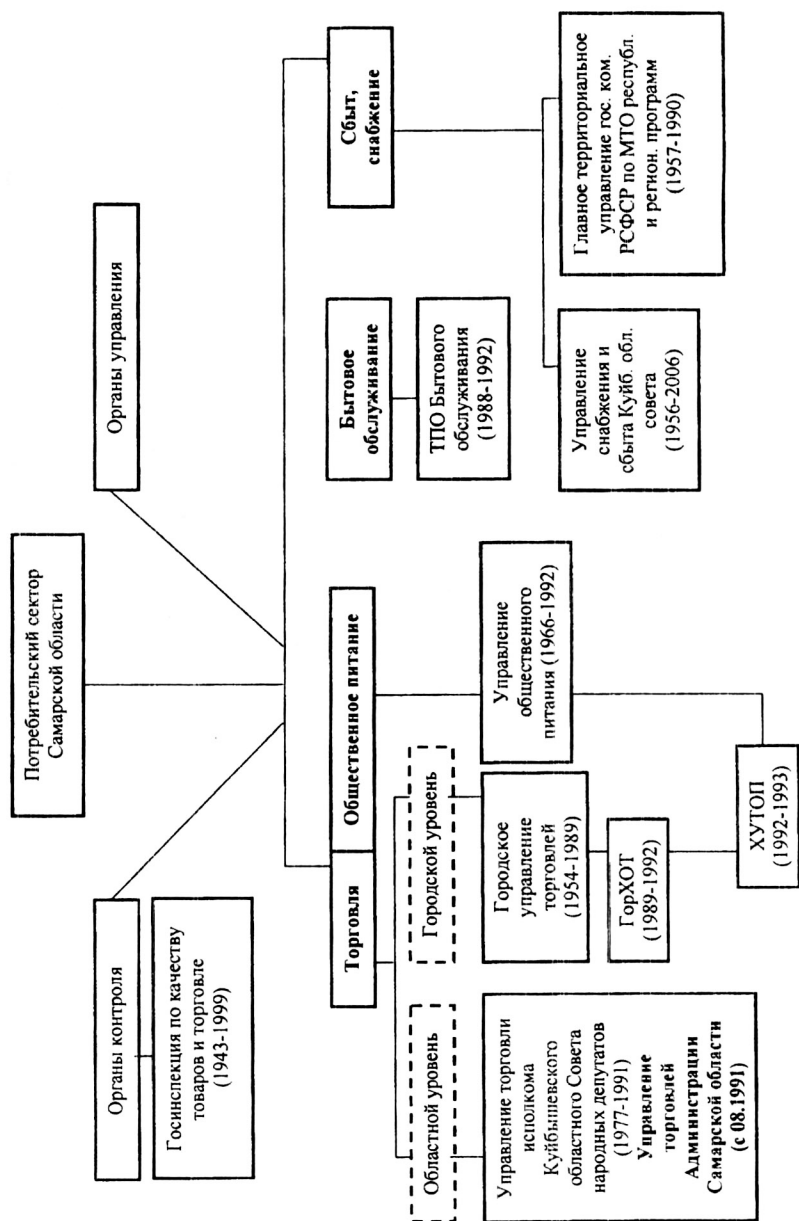 Потребительский сектор
Самарской области
Органы контроля
Госинспекция по качеству
товаров и торговле
(1943-1999)
Органы управления
Торговля
Общественное питание
Бытовое
обслуживание
Сбыт,
снабжение
Областной уровень
Городской уровень
Управление торговли
исполкома
Куйбышевского
областного Совета
народных депутатов
(1977-1991)
Управление
торговлей
Администрации
Самарской области
(с 08.1991)
Городское
управление
торговлей
(1954-1989)
ГорХОТ
(1989-1992)
Управление
общественного
питания (1966-1992)
ХУТОП
(1992-1993)
ТПО Бытового
обслуживания
(1988-1992)
Управление
снабжения и
сбыта Куйб. обл.
совета
(1956-2006)
Главное территориальное
управление гос. ком.
РСФСР по МТО республ.
и регион. программ
(1957-1990)